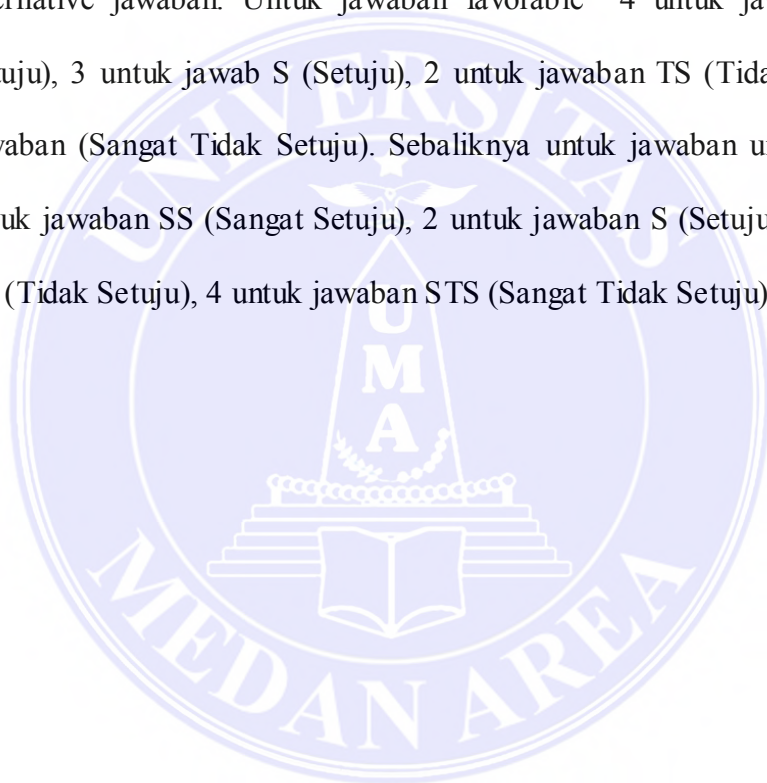 ernative jawaban. Untuk jawaban favorable 4 untuk ja
uju), 3 untuk jawab S (Setuju), 2 untuk jawaban TS (Tida
vaban (Sangat Tidak Setuju). Sebaliknya untuk jawaban u
uk jawaban SS (Sangat Setuju), 2 untuk jawaban S (Setuju
(Tidak Setuju), 4 untuk jawaban STS (Sangat Tidak Setuju)
UNIVERSITAS
UMA
MEDAN AREA